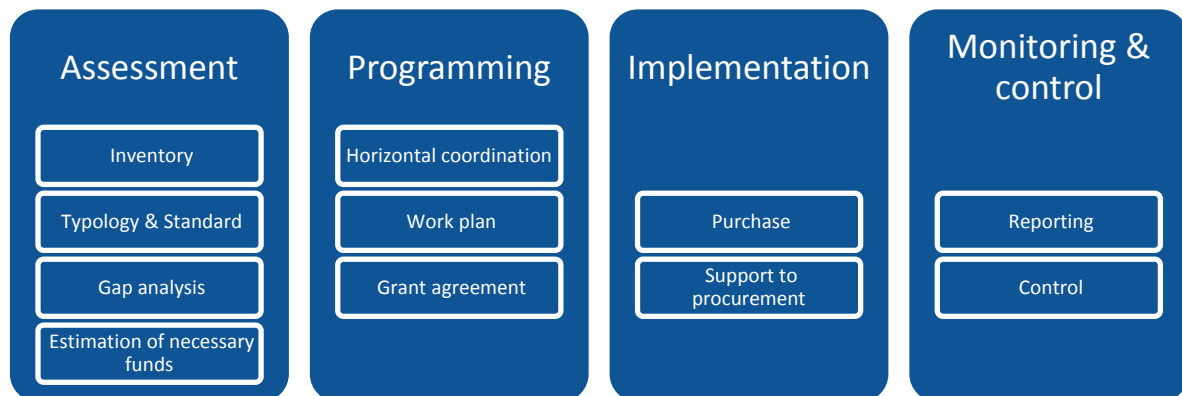 Assessment
Inventory
Typology & Standard
Gap analysis
Estimation of necessary
funds
Programming
Horizontal coordination
Work plan
Grant agreement
Implementation
Purchase
Support to
procurement
Monitoring &
control
Reporting
Control